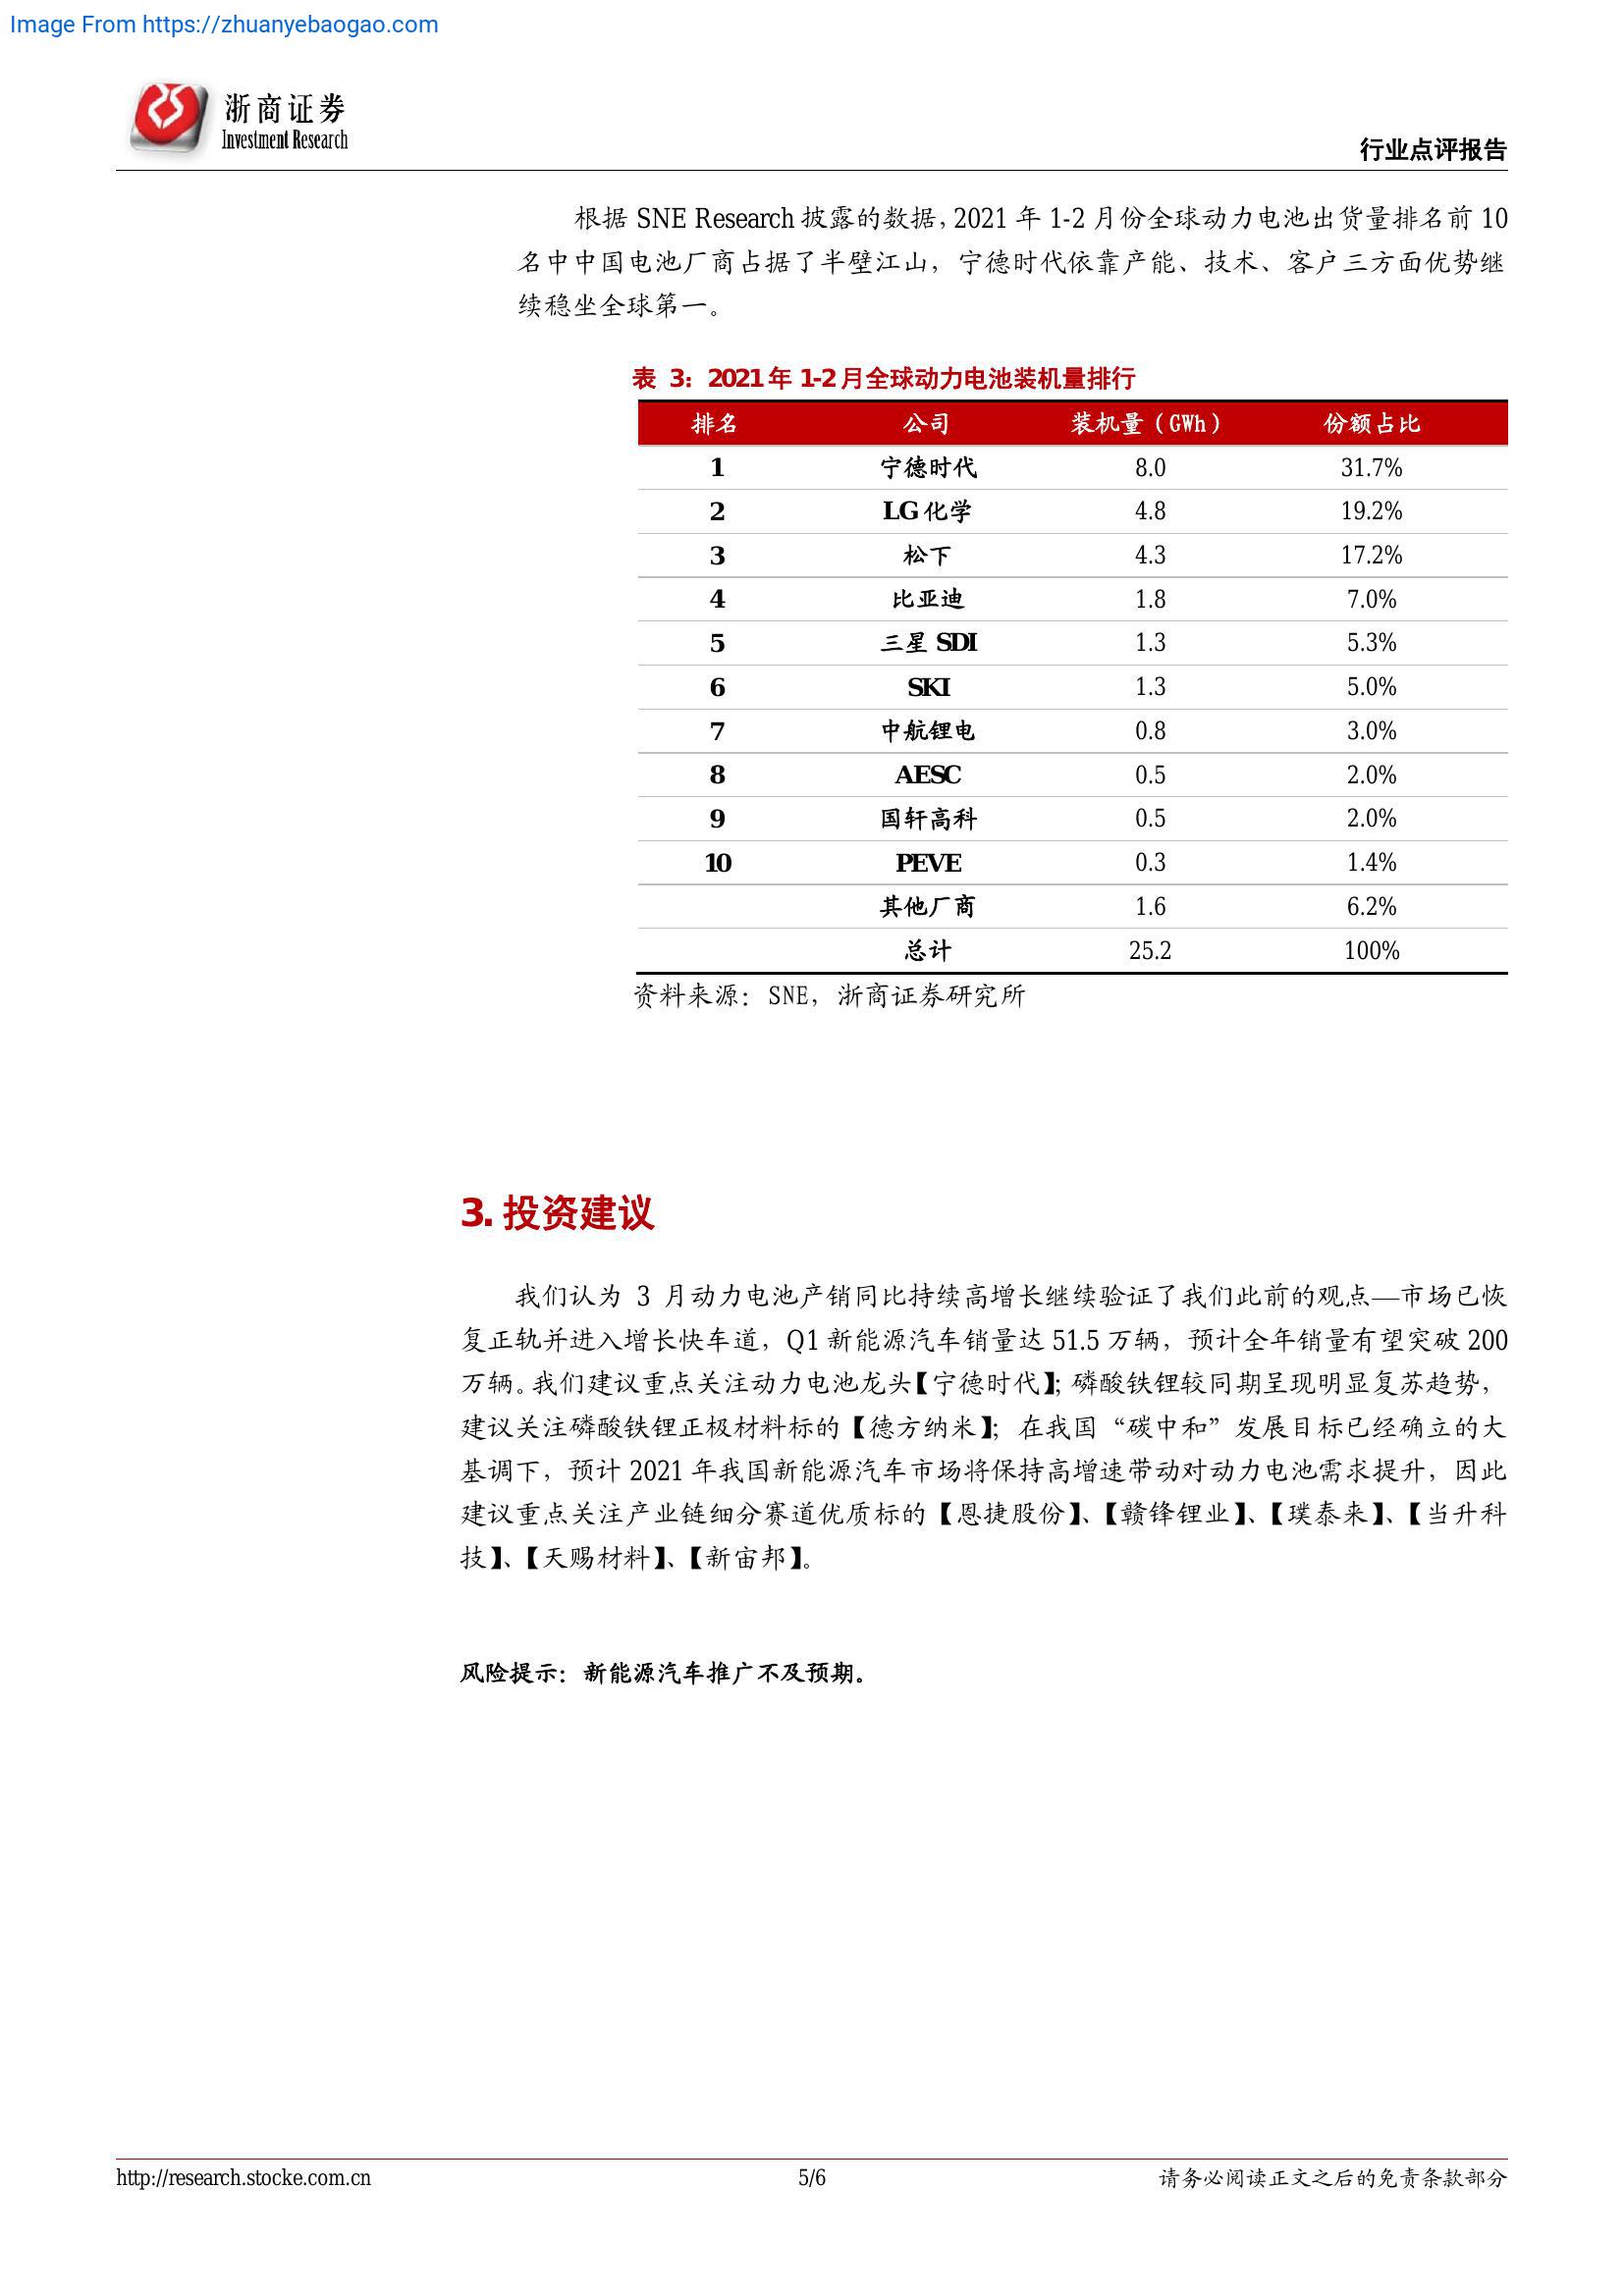 Image From https://zhuanyebaogao.com
浙商证券
Investment Research
行业点评报告
根据 SNE Research 披露的数据，2021 年 1-2 月份全球动力电池出货量排名前 10
名中中国电池厂商占据了半壁江山，宁德时代依靠产能、技术、客户三方面优势继
续稳坐全球第一。
表 3：2021 年 1-2 月全球动力电池装机量排行
排名 公司 装机量（GWh） 份额占比
1 宁德时代 8.0 31.7%
2 LG 化学 4.8 19.2%
3 松下 4.3 17.2%
4 比亚迪 1.8 7.0%
5 三星 SDI 1.3 5.3%
6 SKI 1.3 5.0%
7 中航锂电 0.8 3.0%
8 AESC 0.5 2.0%
9 国轩高科 0.5 2.0%
10 PEVE 0.3 1.4%
其他厂商 1.6 6.2%
总计 25.2 100%
资料来源：SNE，浙商证券研究所
3. 投资建议
我们认为 3 月动力电池产销同比持续高增长继续验证了我们此前的观点—市场已恢
复正轨并进入增长快车道，Q1 新能源汽车销量达 51.5 万辆，预计全年销量有望突破 200
万辆。我们建议重点关注动力电池龙头【宁德时代】；磷酸铁锂较同期呈现明显复苏趋势，
建议关注磷酸铁锂正极材料标的【德方纳米】；在我国“碳中和”发展目标已经确立的大
基调下，预计 2021 年我国新能源汽车市场将保持高增速带动对动力电池需求提升，因此
建议重点关注产业链细分赛道优质标的【恩捷股份】、【赣锋锂业】、【璞泰来】、【当升科
技】、【天赐材料】、【新宙邦】。
风险提示：新能源汽车推广不及预期。
http://research.stocke.com.cn 5/6 请务必阅读正文之后的免责条款部分